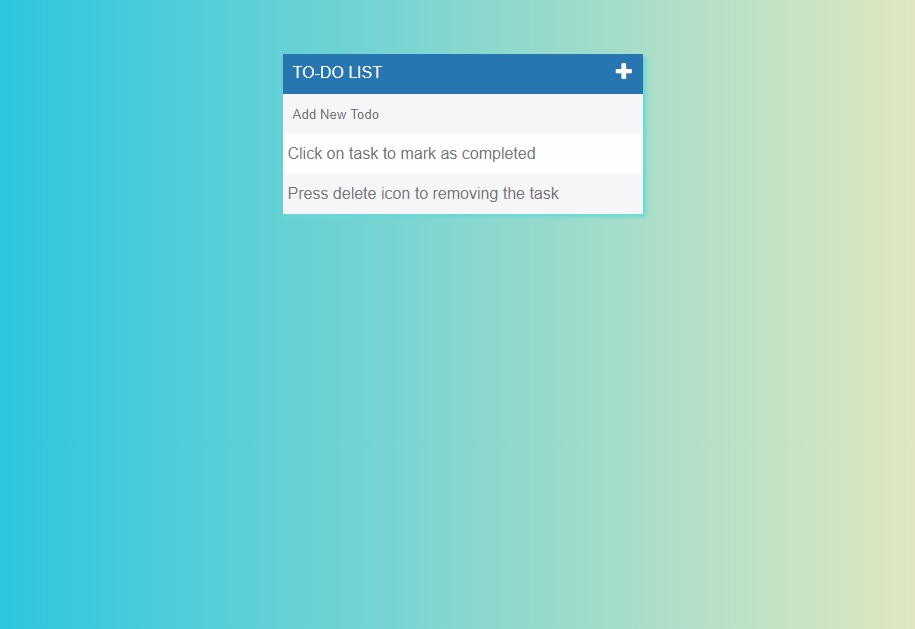 TO-DO LIST
Add New Todo
Click on task to mark as completed
Press delete icon to removing the task